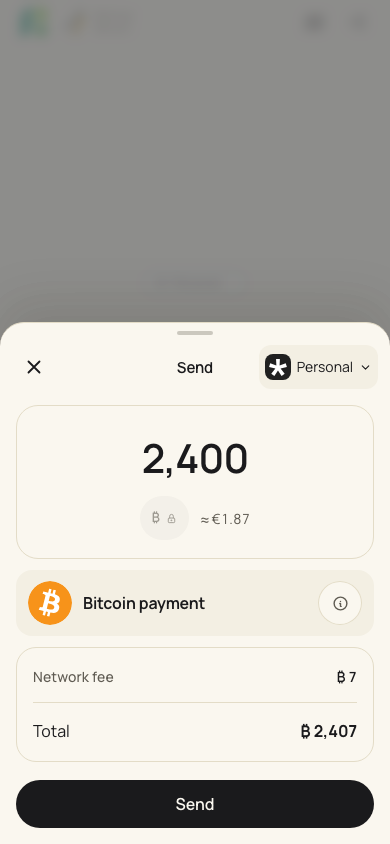 Send
Personal
2,400
₿
≈ €1.87
Bitcoin payment
Network fee
₿ 7
Total
₿ 2,407
Send